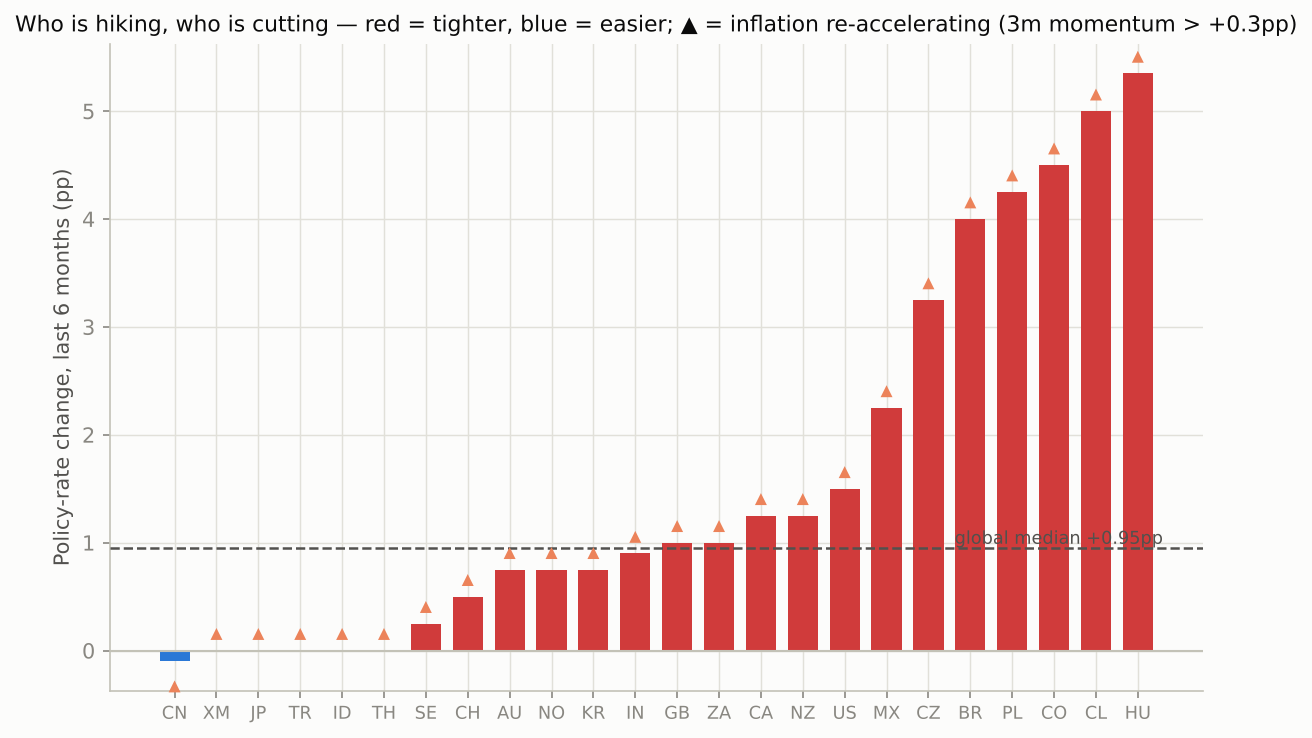 Who is hiking, who is cutting — red = tighter, blue = easier; ▲ = inflation re-accelerating (3m momentum > +0.3pp)
Policy-rate change, last 6 months (pp)
5
4
3
2
1
0
global median +0.95pp
CN XM JP TR ID TH SE CH AU NO KR IN GB ZA CA NZ US MX CZ BR PL CO CL HU